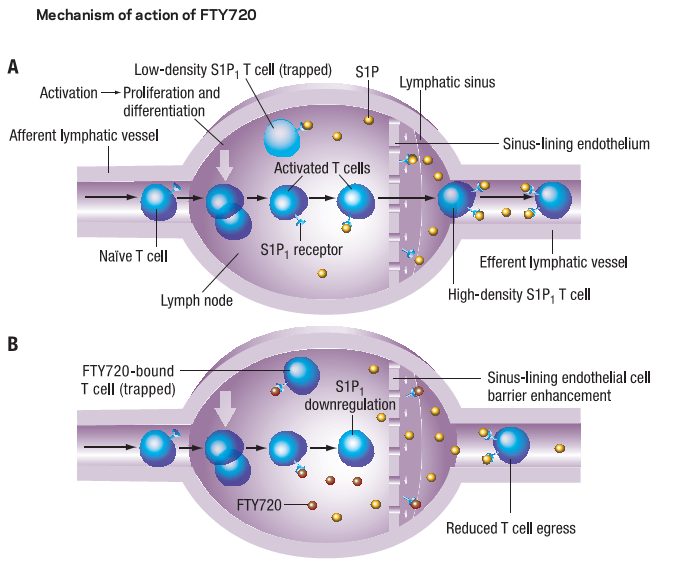 Mechanism of action of FTY720
A
Low-density S1P₁ T cell (trapped)
S1P
Lymphatic sinus
Activation → Proliferation and
differentiation
Afferent lymphatic vessel
Sinus-lining endothelium
Activated T cells
Naïve T cell
S1P₁ receptor
Efferent lymphatic vessel
Lymph node
High-density S1P₁ T cell
B
FTY720-bound
T cell (trapped)
S1P₁
downregulation
Sinus-lining endothelial cell
barrier enhancement
FTY720
Reduced T cell egress